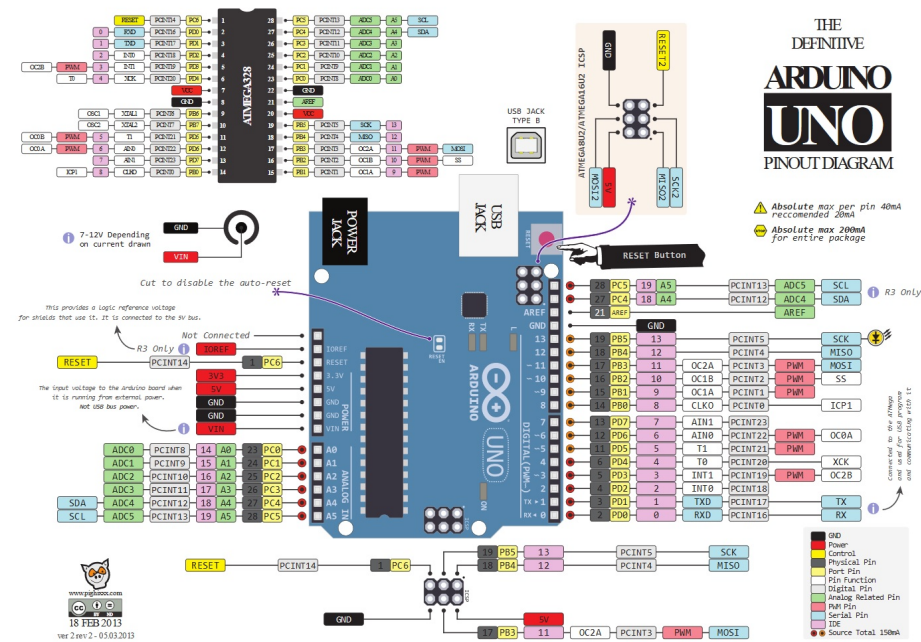 THE
DEFINITIVE
ARDUINO
UNO
PINOUT DIAGRAM
Absolute max per pin 40mA
reccomended 20mA
Absolute max 200mA
for entire package
RESET PCINT14 PC6 1
0 RXD PCINT16 PD0 2
1 TXD PCINT17 PD1 3
2 INT0 PCINT18 PD2 4
OC2B PWM 3 INT1 PCINT19 PD3 5
T0 4 XCK PCINT20 PD4 6
VCC 7
GND 8
OSC1 XTAL1 PCINT6 PB6 9
OSC2 XTAL2 PCINT7 PB7 10
OC0B PWM 5 T1 PCINT21 PD5 11
OC0A PWM 6 AIN0 PCINT22 PD6 12
7 AIN1 PCINT23 PD7 13
ICP1 8 CLKO PCINT0 PB0 14
ATMEGA328
28 PC5 PCINT13 ADC5 A5 SCL
27 PC4 PCINT12 ADC4 A4 SDA
26 PC3 PCINT11 ADC3 A3
25 PC2 PCINT10 ADC2 A2
24 PC1 PCINT9 ADC1 A1
23 PC0 PCINT8 ADC0 A0
22 GND
21 AREF
20 VCC
19 PB5 PCINT5 SCK 13
18 PB4 PCINT4 MISO 12
17 PB3 PCINT3 OC2A 11 PWM MOSI
16 PB2 PCINT2 OC1B 10 PWM SS
15 PB1 PCINT1 OC1A 9 PWM
USB JACK
TYPE B
ATMEGA8U2/ATMEGA16U2 ICSP
GND
RESET2
MOSI2
5V
MISO2
SCK2
7-12V Depending
on current drawn
GND
VIN
POWER
JACK
USB
JACK
RESET
RESET Button
Cut to disable the auto-reset
This provides a logic reference voltage
for shields that use it. It is connected to the 5V bus.
Not Connected
R3 Only IOREF
RESET PCINT14 1 PC6
3V3
5V
GND
GND
VIN
The input voltage to the Arduino board when
it is running from external power.
Not USB bus power.
ADC0 PCINT8 14 A0 23 PC0
ADC1 PCINT9 15 A1 24 PC1
ADC2 PCINT10 16 A2 25 PC2
ADC3 PCINT11 17 A3 26 PC3
SDA ADC4 PCINT12 18 A4 27 PC4
SCL ADC5 PCINT13 19 A5 28 PC5
IOREF
RESET
3.3V
5V
GND
GND
VIN
POWER
A0
A1
A2
A3
A4
A5
ANALOG IN
RESET
EN
RX
TX
L
ARDUINO
UNO
ON
ICSP
AREF
GND
13
12
~11
~10
~9
8
7
~6
~5
4
~3
2
TX 1
RX 0
DIGITAL (PWM~)
28 PC5 19 A5 PCINT13 ADC5 SCL
27 PC4 18 A4 PCINT12 ADC4 SDA
R3 Only
21 AREF AREF
GND
19 PB5 13 PCINT5 SCK
18 PB4 12 PCINT4 MISO
17 PB3 11 OC2A PCINT3 PWM MOSI
16 PB2 10 OC1B PCINT2 PWM SS
15 PB1 9 OC1A PCINT1 PWM
14 PB0 8 CLKO PCINT0 ICP1
13 PD7 7 AIN1 PCINT23
12 PD6 6 AIN0 PCINT22 PWM OC0A
11 PD5 5 T1 PCINT21 PWM
6 PD4 4 T0 PCINT20 XCK
5 PD3 3 INT1 PCINT19 PWM OC2B
4 PD2 2 INT0 PCINT18
3 PD1 1 TXD PCINT17 TX
2 PD0 0 RXD PCINT16 RX
Connected to the ATMega
and used for USB program
and communicating with it
RESET PCINT14 1 PC6
19 PB5 13 PCINT5 SCK
18 PB4 12 PCINT4 MISO
ICSP
GND
5V
17 PB3 11 OC2A PCINT3 PWM MOSI
GND
Power
Control
Physical Pin
Port Pin
Pin Function
Digital Pin
Analog Related Pin
PWM Pin
Serial Pin
IDE
Source Total 150mA
www.pighixxx.com
cc BY ND
18 FEB 2013
ver 2 rev 2 - 05.03.2013